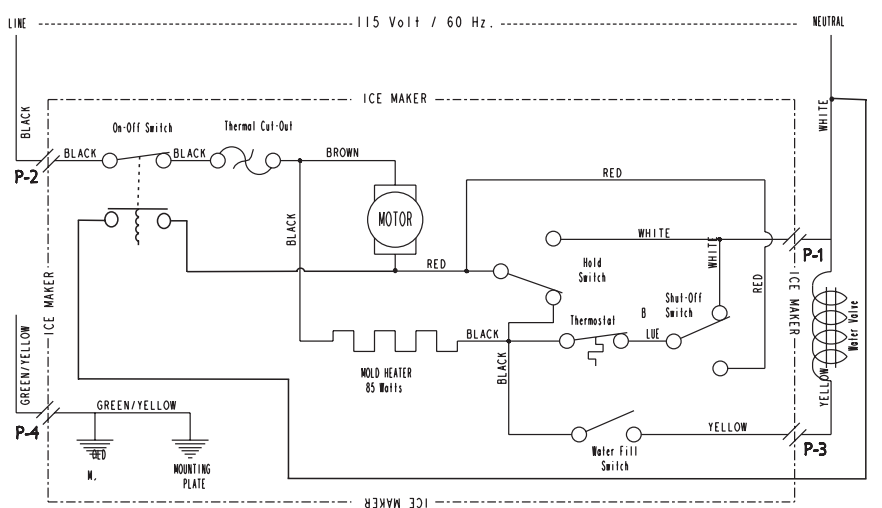 LINE
115 Volt / 60 Hz.
NEUTRAL
ICE MAKER
BLACK
WHITE
On-Off Switch
Thermal Cut-Out
BLACK
BLACK
BROWN
P-2
RED
MOTOR
BLACK
WHITE
WHITE
P-1
RED
Hold
Switch
RED
ICE MAKER
ICE MAKER
Shut-Off
Switch
B
LUE
Thermostat
Water Valve
BLACK
MOLD HEATER
85 Watts
BLACK
GREEN/YELLOW
YELLOW
GREEN/YELLOW
P-4
YELLOW
P-3
Water Fill
Switch
M.
MOUNTING
PLATE
ICE MAKER